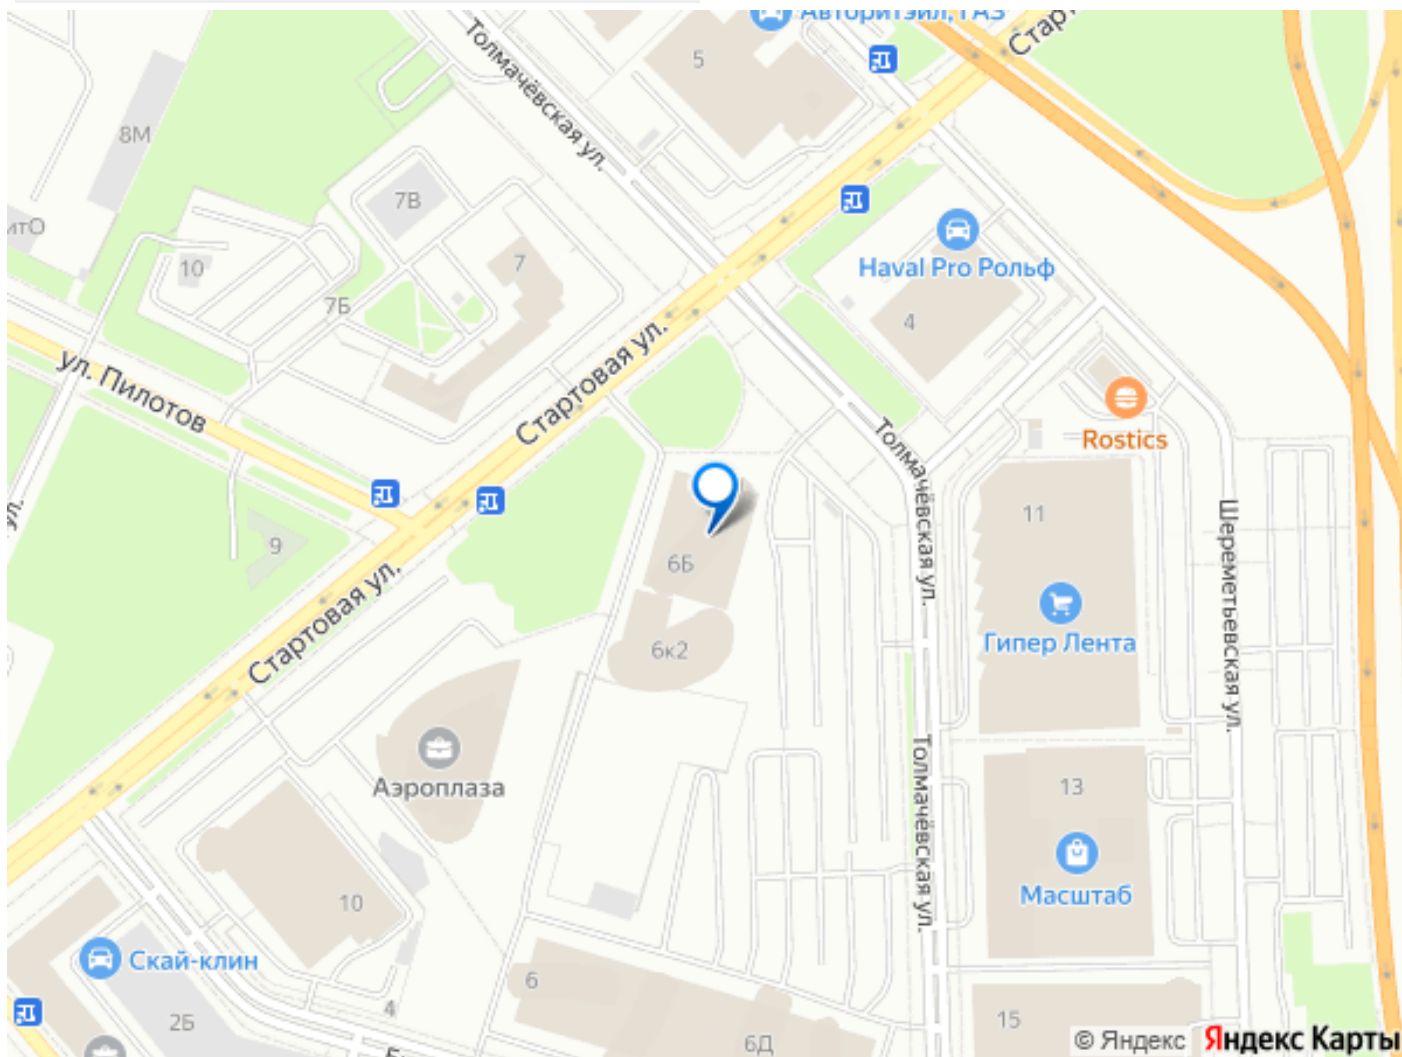 Авторитэйл, ГАЗ
5
Толмачёвская ул.
8М
7В
10
7
7Б
Haval Pro Рольф
4
ул. Пилотов
Стартовая ул.
Rostics
Толмачёвская ул.
9
11
6Б
Шереметьевская ул.
Гипер Лента
6к2
Стартовая ул.
Аэроплаза
Толмачёвская ул.
13
Масштаб
10
Скай-клин
6
4
2Б
15
6Д
© Яндекс Яндекс Карты